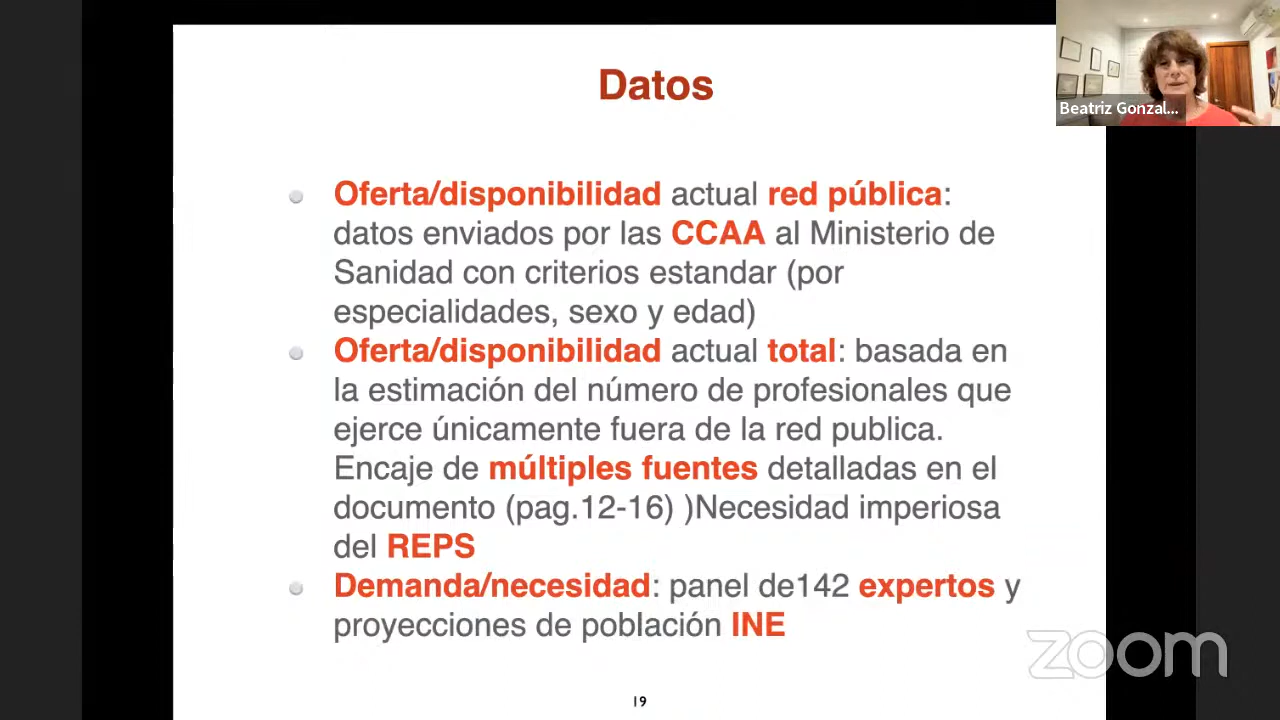 Datos
Beatriz Gonzal...
Oferta/disponibilidad actual red pública:
datos enviados por las CCAA al Ministerio de
Sanidad con criterios estandar (por
especialidades, sexo y edad)
Oferta/disponibilidad actual total: basada en
la estimación del número de profesionales que
ejerce únicamente fuera de la red publica.
Encaje de múltiples fuentes detalladas en el
documento (pag.12-16) )Necesidad imperiosa
del REPS
Demanda/necesidad: panel de142 expertos y
proyecciones de población INE
zoom
19